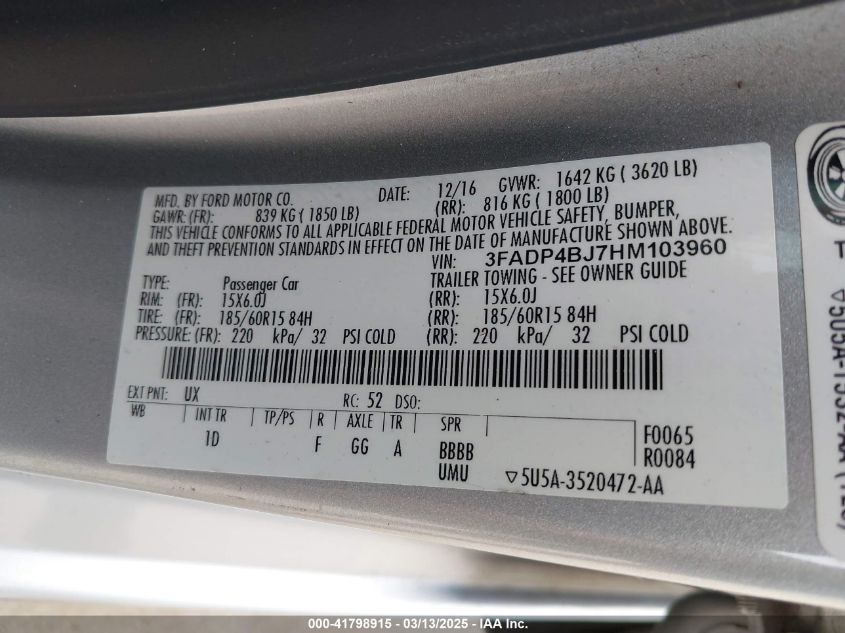 MFD. BY FORD MOTOR CO. DATE: 12/16 GVWR: 1642 KG ( 3620 LB)
GAWR: (FR): 839 KG ( 1850 LB) (RR): 816 KG ( 1800 LB)
THIS VEHICLE CONFORMS TO ALL APPLICABLE FEDERAL MOTOR VEHICLE SAFETY, BUMPER,
AND THEFT PREVENTION STANDARDS IN EFFECT ON THE DATE OF MANUFACTURE SHOWN ABOVE.
VIN: 3FADP4BJ7HM103960
TYPE: Passenger Car TRAILER TOWING - SEE OWNER GUIDE
RIM: (FR): 15X6.0J (RR): 15X6.0J
TIRE: (FR): 185/60R15 84H (RR): 185/60R15 84H
PRESSURE: (FR): 220 kPa/ 32 PSI COLD (RR): 220 kPa/ 32 PSI COLD
EXT PNT: UX RC: 52 DSO:
WB INT TR TP/PS R AXLE TR SPR
1D F GG A BBBB F0065
UMU R0084
▽5U5A-3520472-AA
000-41798915 - 03/13/2025 - IAA Inc.